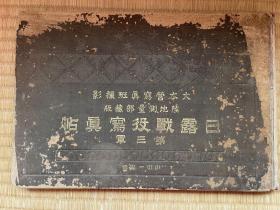 大本營寫眞班撮影
陸地測量部藏版
日露戰役寫眞帖
第三軍